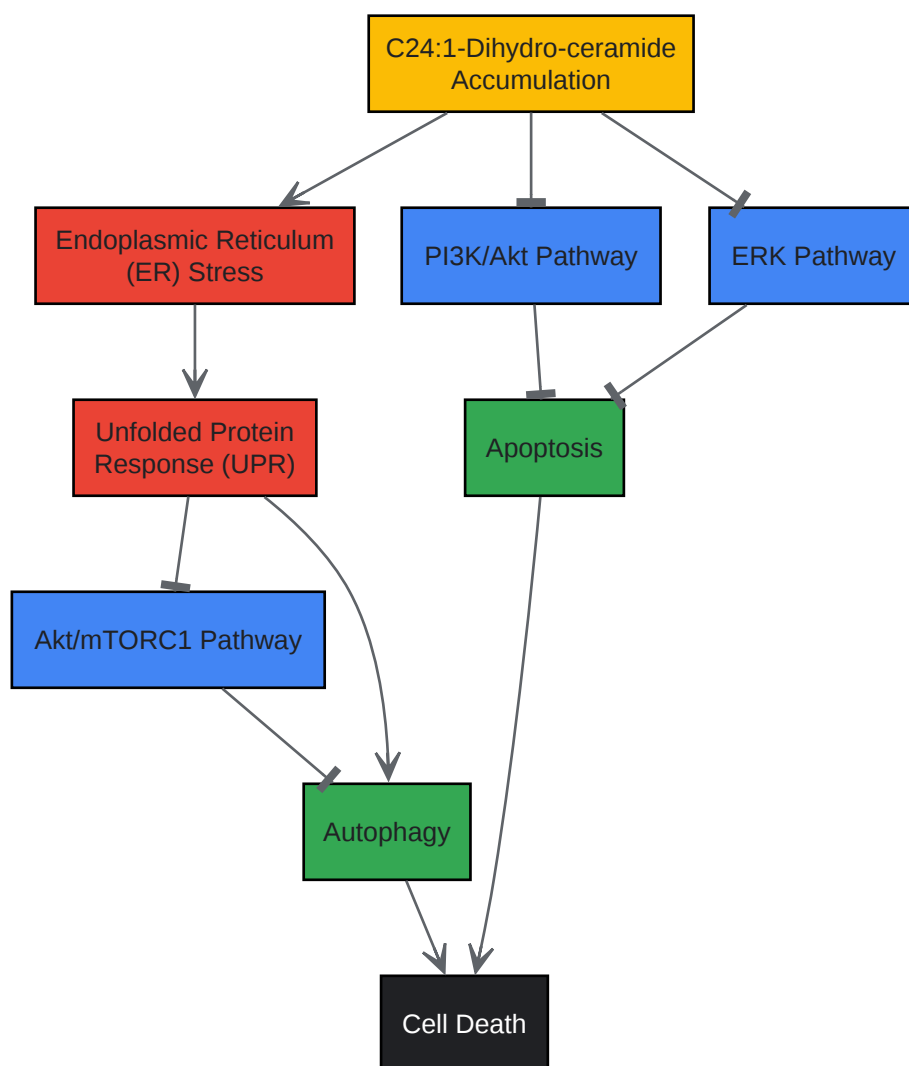 C24:1-Dihydro-ceramide
Accumulation
Endoplasmic Reticulum
(ER) Stress
PI3K/Akt Pathway
ERK Pathway
Unfolded Protein
Response (UPR)
Apoptosis
Akt/mTORC1 Pathway
Autophagy
Cell Death